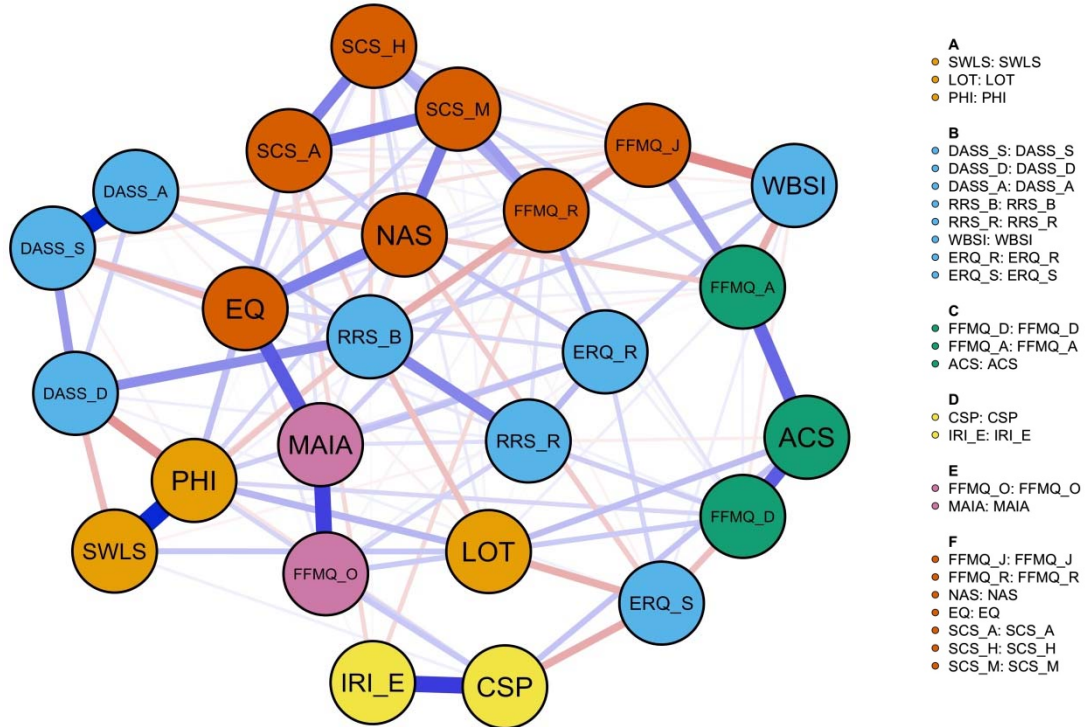 SCS_H
SCS_M
SCS_A
FFMQ_J
WBSI
DASS_A
FFMQ_R
NAS
DASS_S
FFMQ_A
EQ
RRS_B
ERQ_R
DASS_D
MAIA
RRS_R
ACS
PHI
FFMQ_D
SWLS
LOT
FFMQ_O
ERQ_S
IRI_E
CSP
A
SWLS: SWLS
LOT: LOT
PHI: PHI
B
DASS_S: DASS_S
DASS_D: DASS_D
DASS_A: DASS_A
RRS_B: RRS_B
RRS_R: RRS_R
WBSI: WBSI
ERQ_R: ERQ_R
ERQ_S: ERQ_S
C
FFMQ_D: FFMQ_D
FFMQ_A: FFMQ_A
ACS: ACS
D
CSP: CSP
IRI_E: IRI_E
E
FFMQ_O: FFMQ_O
MAIA: MAIA
F
FFMQ_J: FFMQ_J
FFMQ_R: FFMQ_R
NAS: NAS
EQ: EQ
SCS_A: SCS_A
SCS_H: SCS_H
SCS_M: SCS_M